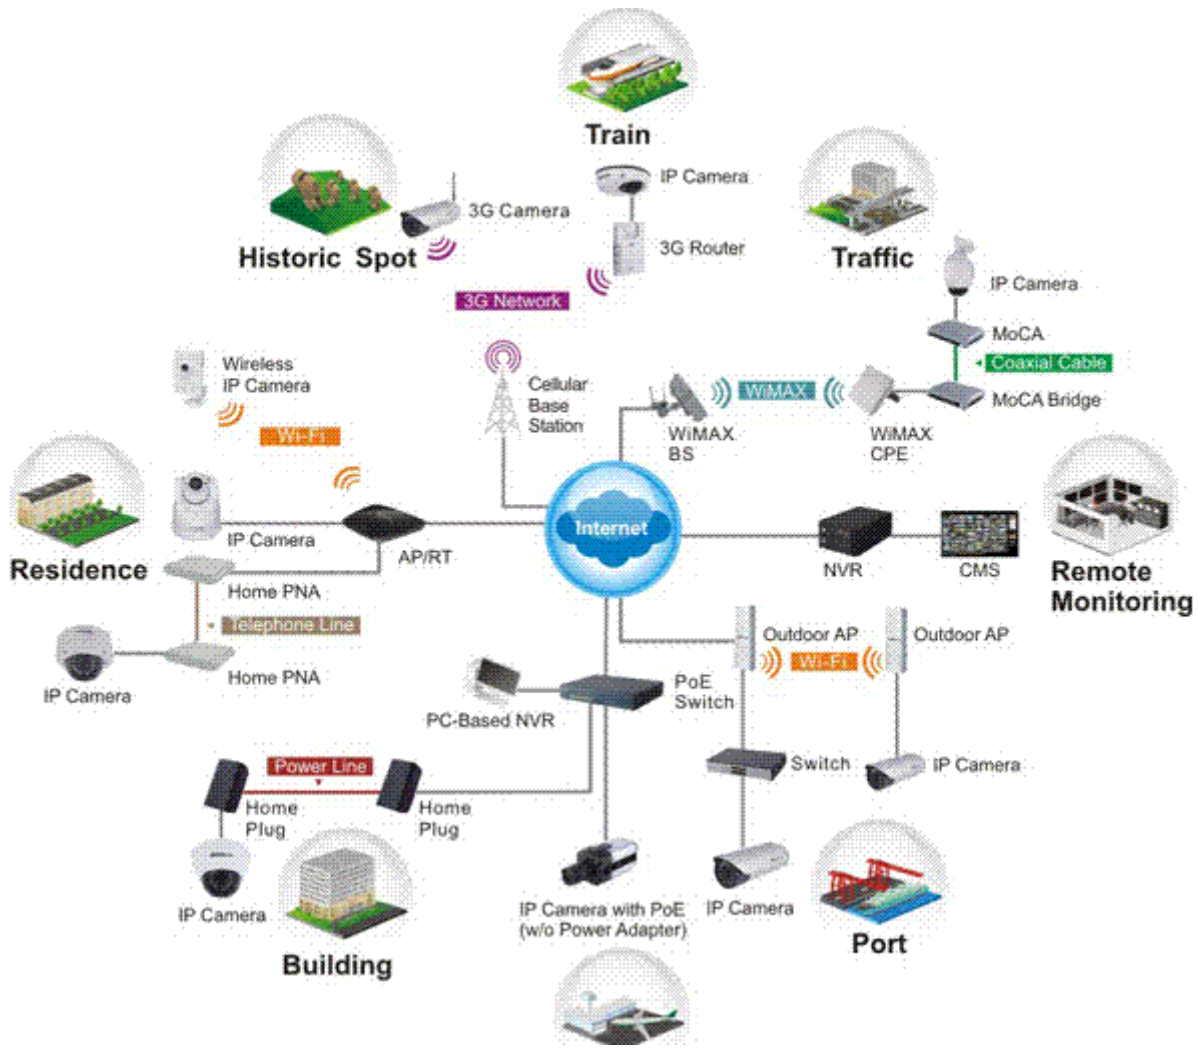 Train
IP Camera
3G Camera
3G Router
Historic Spot
Traffic
IP Camera
3G Network
MoCA
Coaxial Cable
MoCA Bridge
Wireless
IP Camera
Cellular
Base
Station
WiMAX
WiMAX
BS
WiMAX
CPE
Wi-Fi
Internet
IP Camera
AP/RT
NVR
CMS
Residence
Remote
Monitoring
Home PNA
Telephone Line
Home PNA
IP Camera
Outdoor AP
Wi-Fi
Outdoor AP
PoE
Switch
PC-Based NVR
Switch
IP Camera
Power Line
Home
Plug
Home
Plug
IP Camera
IP Camera with PoE
(w/o Power Adapter)
IP Camera
Port
Building